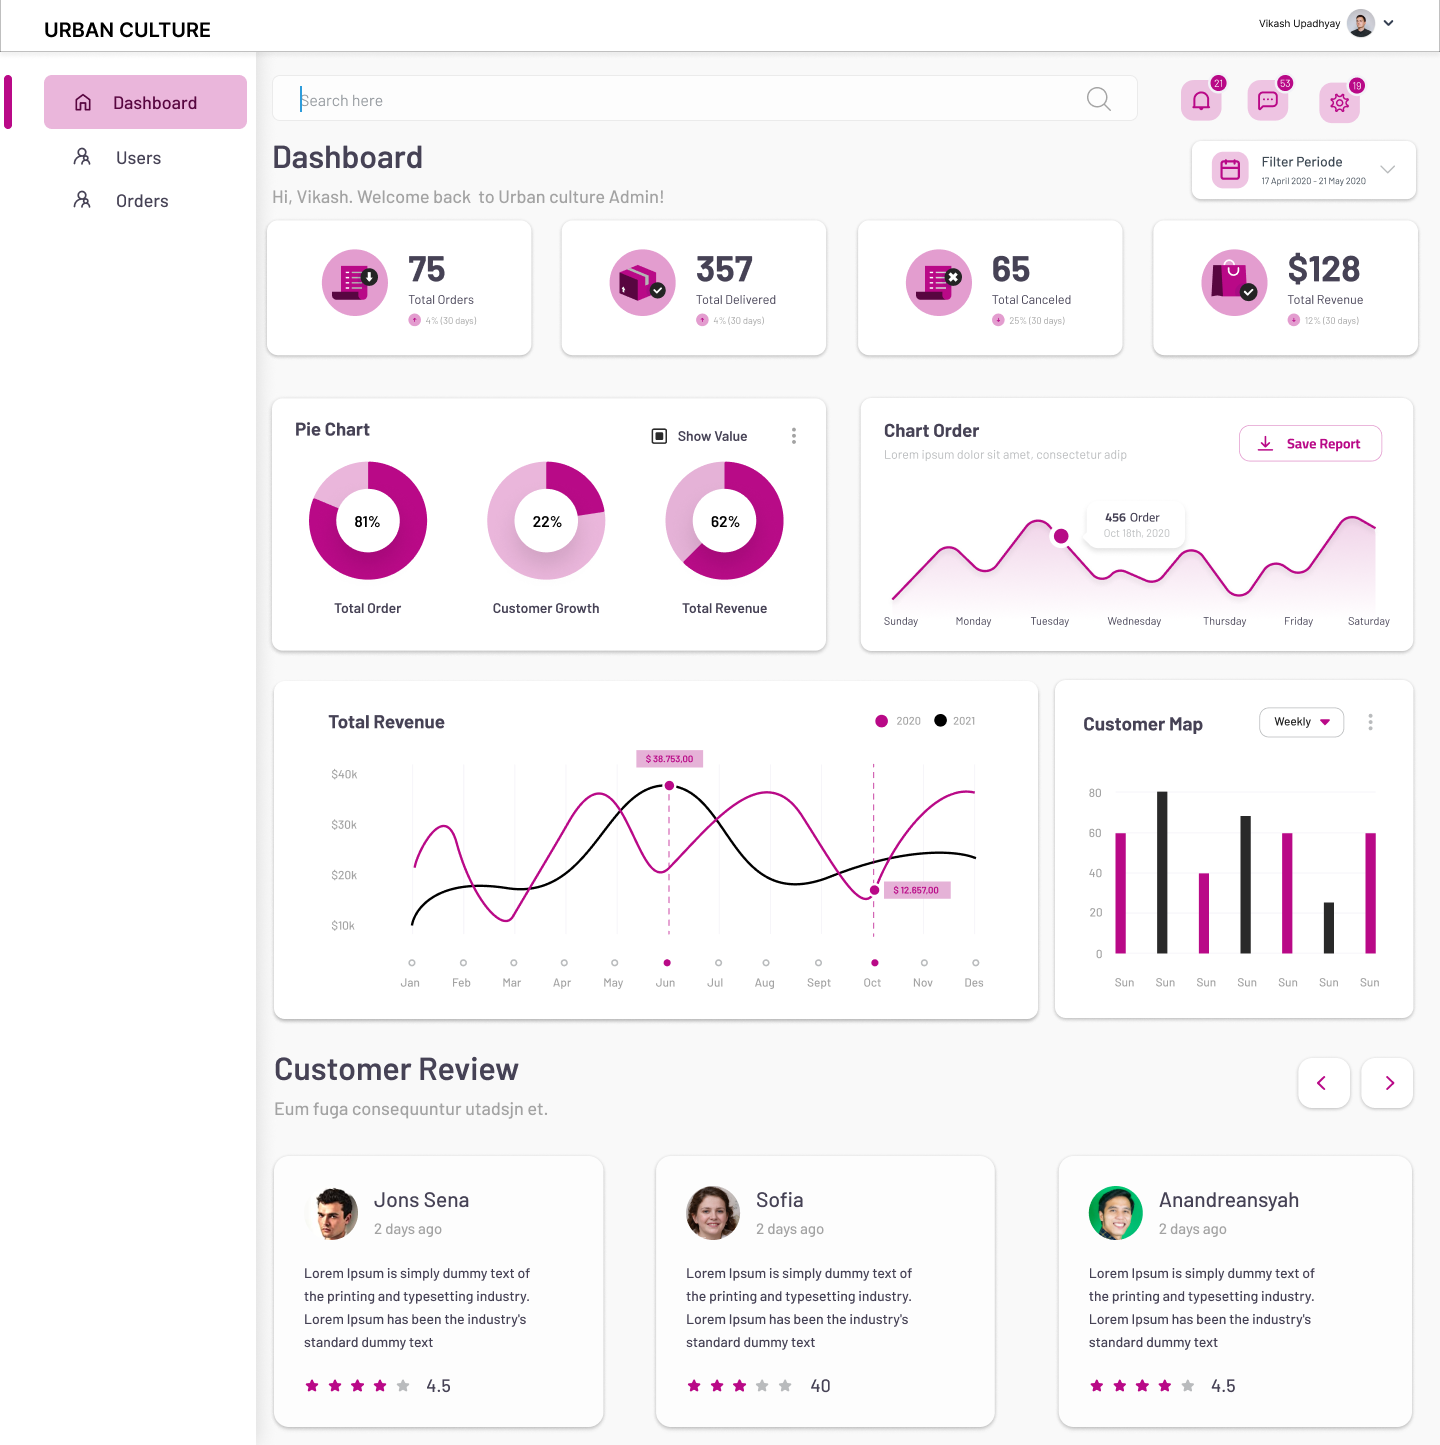 URBAN CULTURE
Vikash Upadhyay
Dashboard
Users
Orders
Search here
21
53
19
Dashboard
Hi, Vikash. Welcome back  to Urban culture Admin!
Filter Periode
17 April 2020 - 21 May 2020
75
Total Orders
4% (30 days)
357
Total Delivered
4% (30 days)
65
Total Canceled
25% (30 days)
$128
Total Revenue
12% (30 days)
Pie Chart
Show Value
81%
22%
62%
Total Order
Customer Growth
Total Revenue
Chart Order
Lorem ipsum dolor sit amet, consectetur adip
Save Report
456 Order
Oct 18th, 2020
Sunday Monday Tuesday Wednesday Thursday Friday Saturday
Total Revenue
2020
2021
$ 38.753,00
$40k
$30k
$20k
$10k
$ 12.657,00
Jan Feb Mar Apr May Jun Jul Aug Sept Oct Nov Des
Customer Map
Weekly
80
60
40
20
0
Sun Sun Sun Sun Sun Sun Sun
Customer Review
Eum fuga consequuntur utadsjn et.
Jons Sena
2 days ago
Lorem Ipsum is simply dummy text of
the printing and typesetting industry.
Lorem Ipsum has been the industry's
standard dummy text
4.5
Sofia
2 days ago
Lorem Ipsum is simply dummy text of
the printing and typesetting industry.
Lorem Ipsum has been the industry's
standard dummy text
40
Anandreansyah
2 days ago
Lorem Ipsum is simply dummy text of
the printing and typesetting industry.
Lorem Ipsum has been the industry's
standard dummy text
4.5